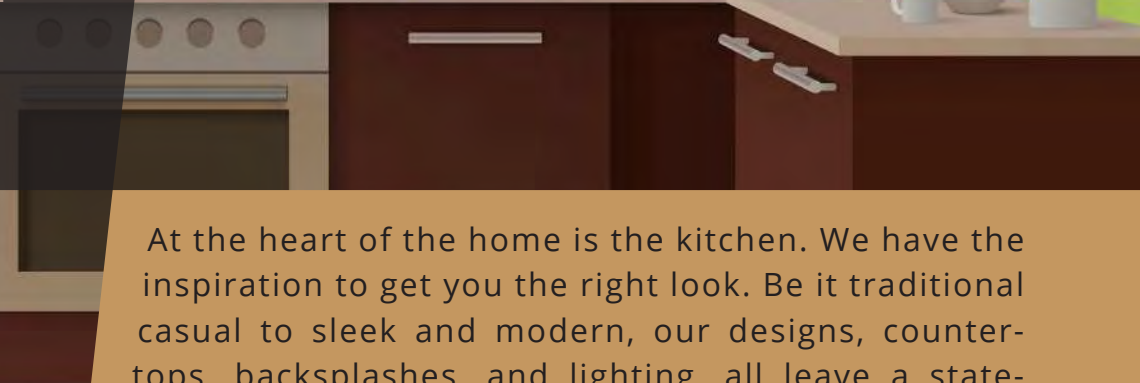 At the heart of the home is the kitchen. We have the
inspiration to get you the right look. Be it traditional
casual to sleek and modern, our designs, counter-
tops, backsplashes, and lighting, all leave a state-